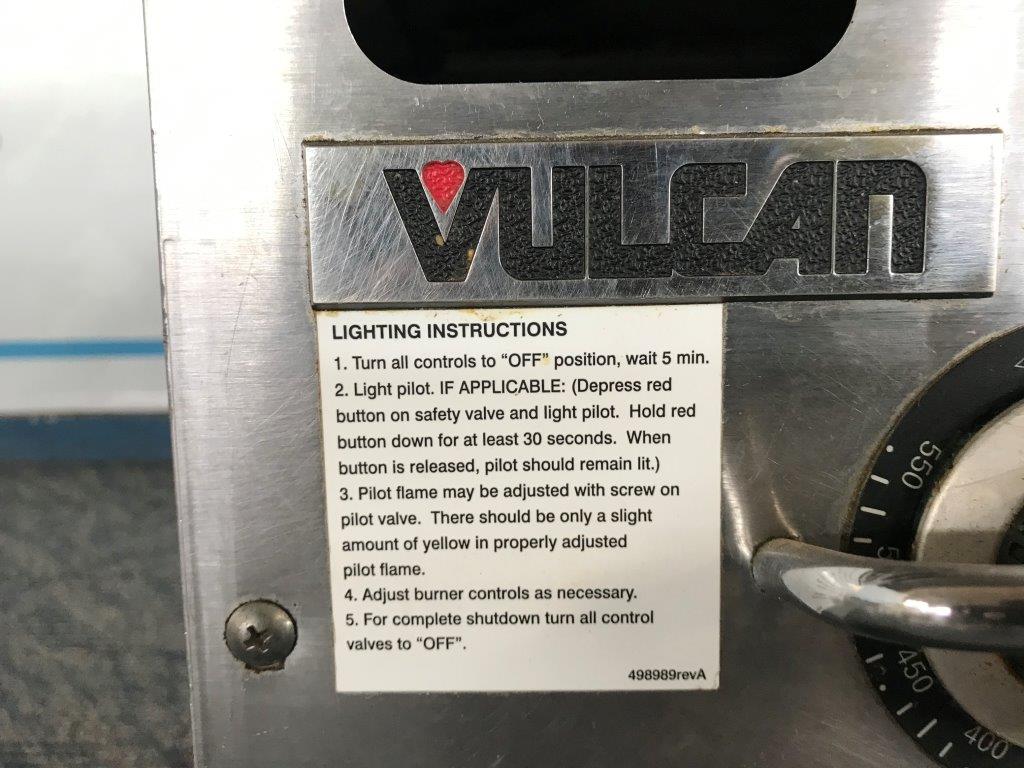 VULCAN
LIGHTING INSTRUCTIONS
1. Turn all controls to “OFF” position, wait 5 min.
2. Light pilot. IF APPLICABLE: (Depress red
button on safety valve and light pilot.  Hold red
button down for at least 30 seconds.  When
button is released, pilot should remain lit.)
3. Pilot flame may be adjusted with screw on
pilot valve.  There should be only a slight
amount of yellow in properly adjusted
pilot flame.
4. Adjust burner controls as necessary.
5. For complete shutdown turn all control
valves to “OFF”.
498989revA
550
450
400